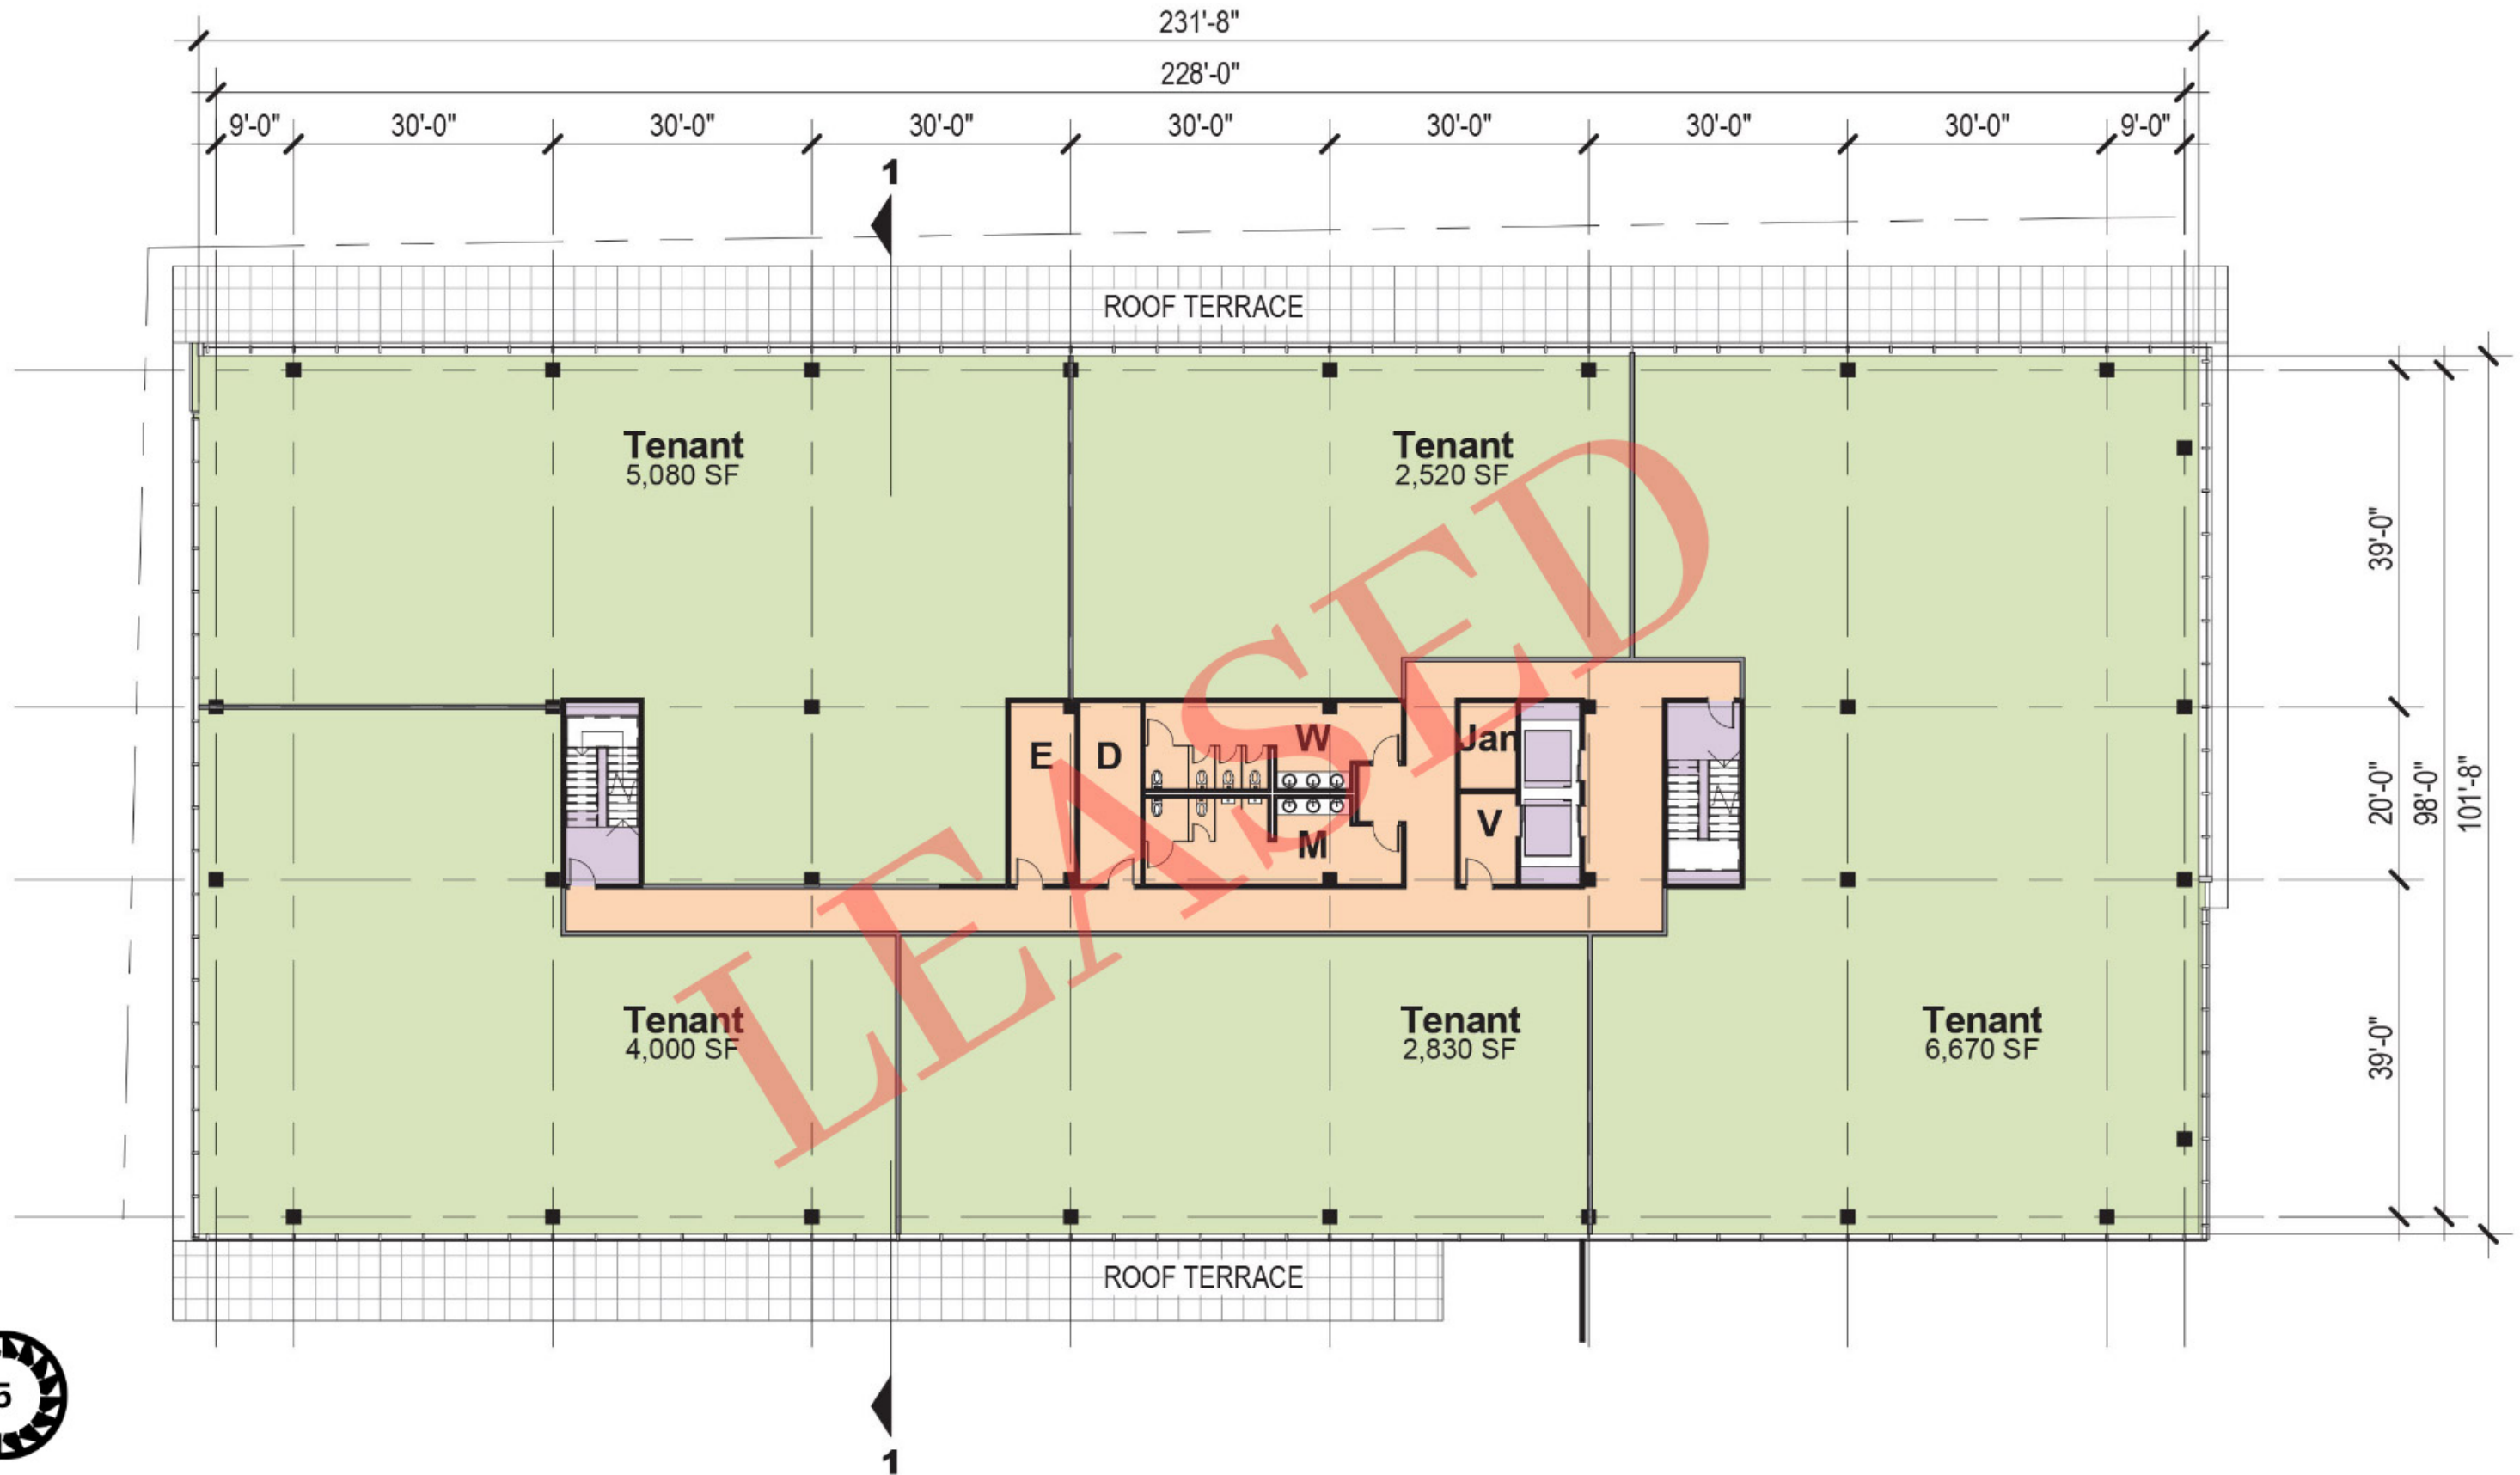 231'-8"
228'-0"
9'-0" 30'-0" 30'-0" 30'-0" 30'-0" 30'-0" 30'-0" 30'-0" 9'-0"
1
ROOF TERRACE
Tenant
5,080 SF
Tenant
2,520 SF
39'-0"
LEASED
E
D
W
Jan
M
V
20'-0"
98'-0"
101'-8"
Tenant
4,000 SF
Tenant
2,830 SF
Tenant
6,670 SF
39'-0"
ROOF TERRACE
5
1